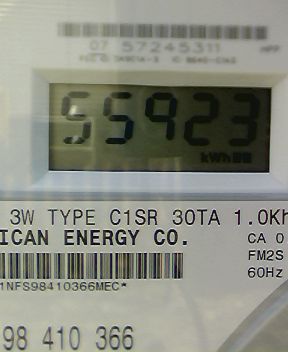 07 57245311
55923
kWh
3W TYPE C1SR 30TA 1.0Kh
ICAN ENERGY CO.
CA 0
FM2S
60Hz
1NFS98410366MEC*
98 410 366